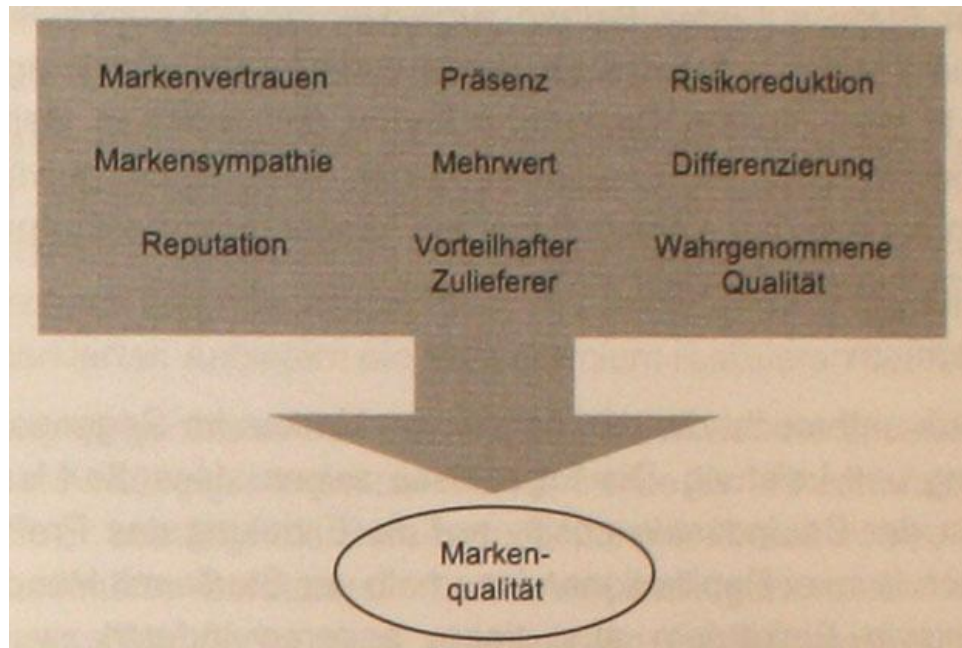 Markenvertrauen Präsenz Risikoreduktion
Markensympathie Mehrwert Differenzierung
Reputation Vorteilhafter Wahrgenommene
Zulieferer Qualität
Marken-
qualität